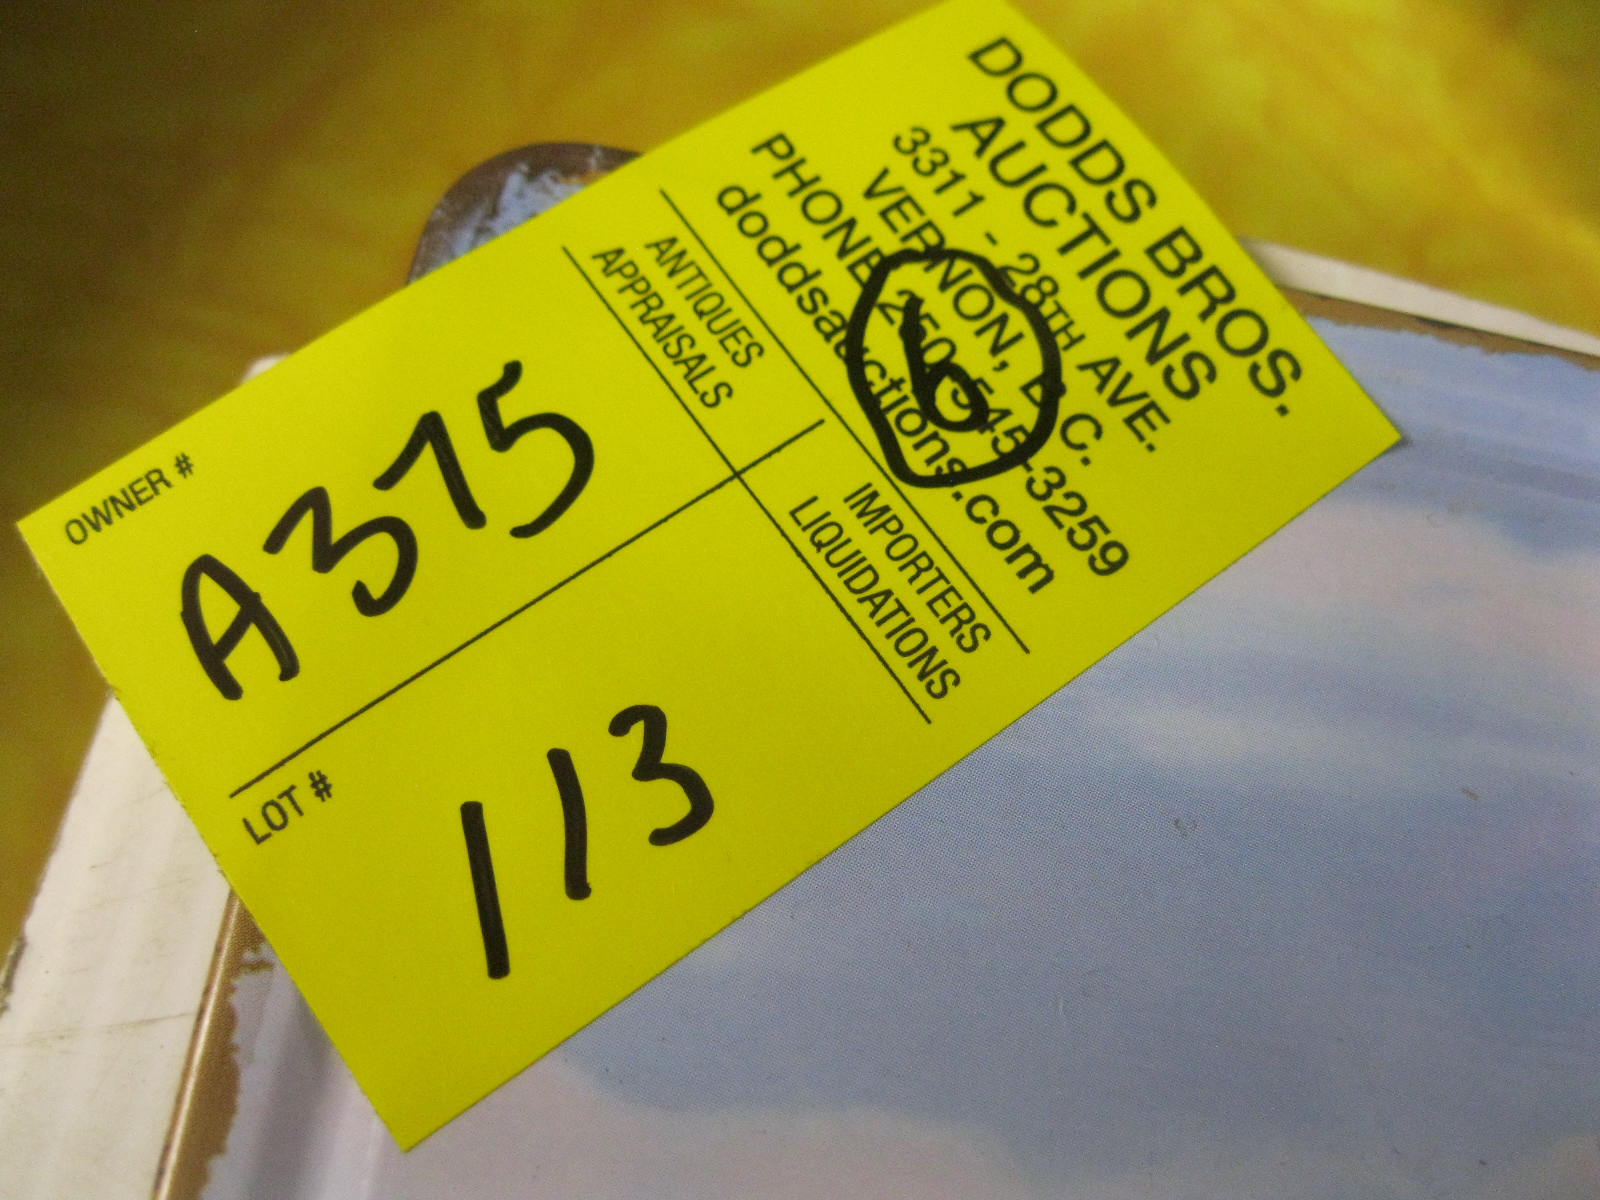 DODDS BROS.
AUCTIONS
3311 - 28TH AVE.
VERNON, B.C.
PHONE 250-545-3259
doddsauctions.com
6
ANTIQUES
APPRAISALS
IMPORTERS
LIQUIDATIONS
OWNER #
A375
LOT #
113